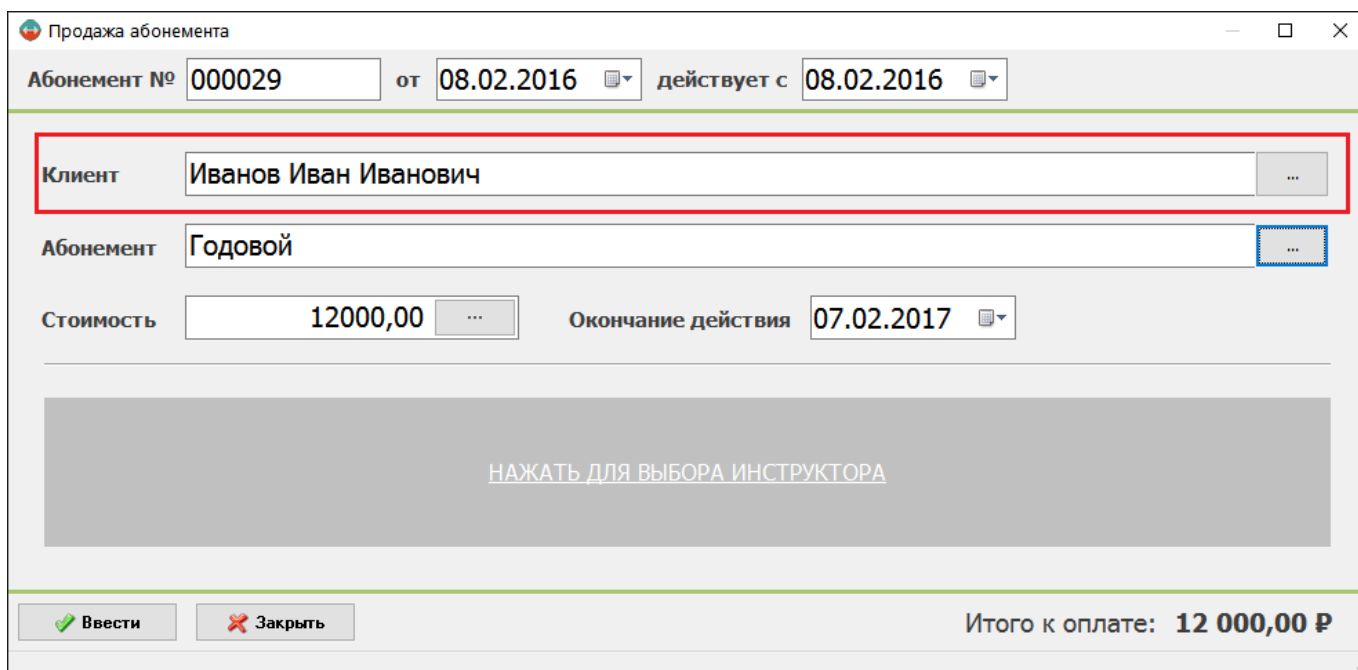 Продажа абонемента
Абонемент № 000029 от 08.02.2016 действует с 08.02.2016
Клиент Иванов Иван Иванович ...
Абонемент Годовой ...
Стоимость 12000,00 ... Окончание действия 07.02.2017
НАЖАТЬ ДЛЯ ВЫБОРА ИНСТРУКТОРА
Ввести Закрыть Итого к оплате: 12 000,00 ₽